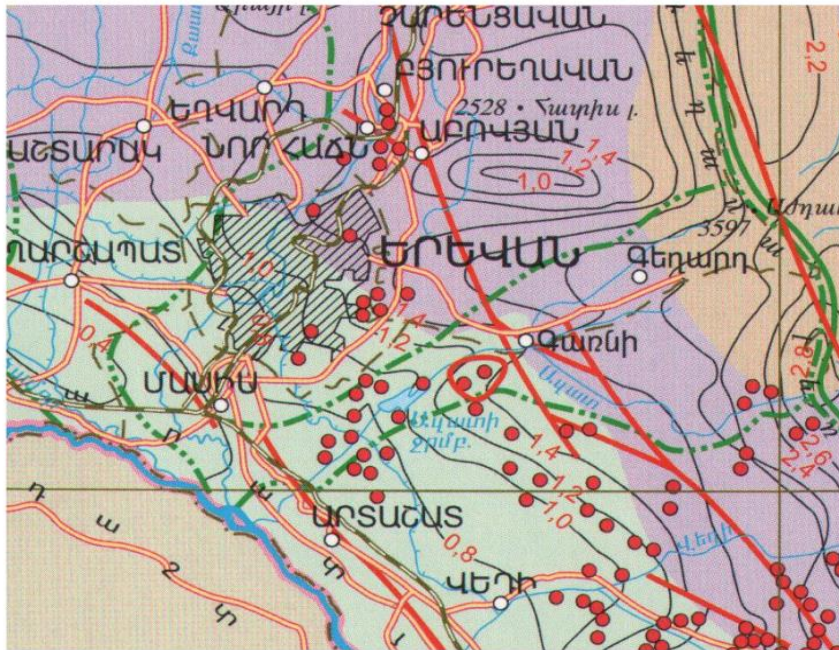 ՉԱՐԵՆՑԱՎԱՆ
ԲՅՈՒՐԵՂԱՎԱՆ
2,2
ԵՂՎԱՐԴ
2528 • Հատիս լ.
ԱՇՏԱՐԱԿ
ՆՈՐ ՀԱՃՆ
ԱԲՈՎՅԱՆ
1,4
1,2
1,0
3597
ՂԱՐՇԱՊԱՏ
ԵՐԵՎԱՆ
Գեղարդ
1,0
1,4
1,2
0,4
Գառնի
2,8
ՄԱՍԻՍ
Ազատ
Ազատի
Ջրմբ.
1,4
2,6
2,4
1,2
1,0
ԱՐՏԱՇԱՏ
0,8
Վեդի
ՎԵԴԻ